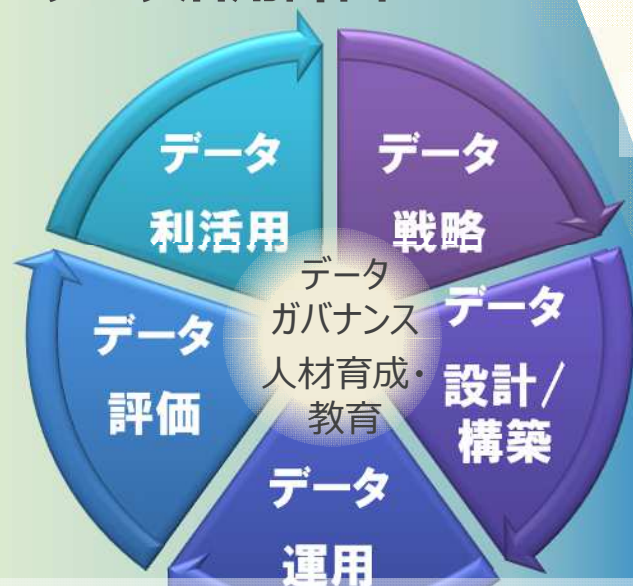 データ
利活用
データ
戦略
データ
ガバナンス
人材育成・
教育
データ
設計/
構築
データ
評価
データ
運用